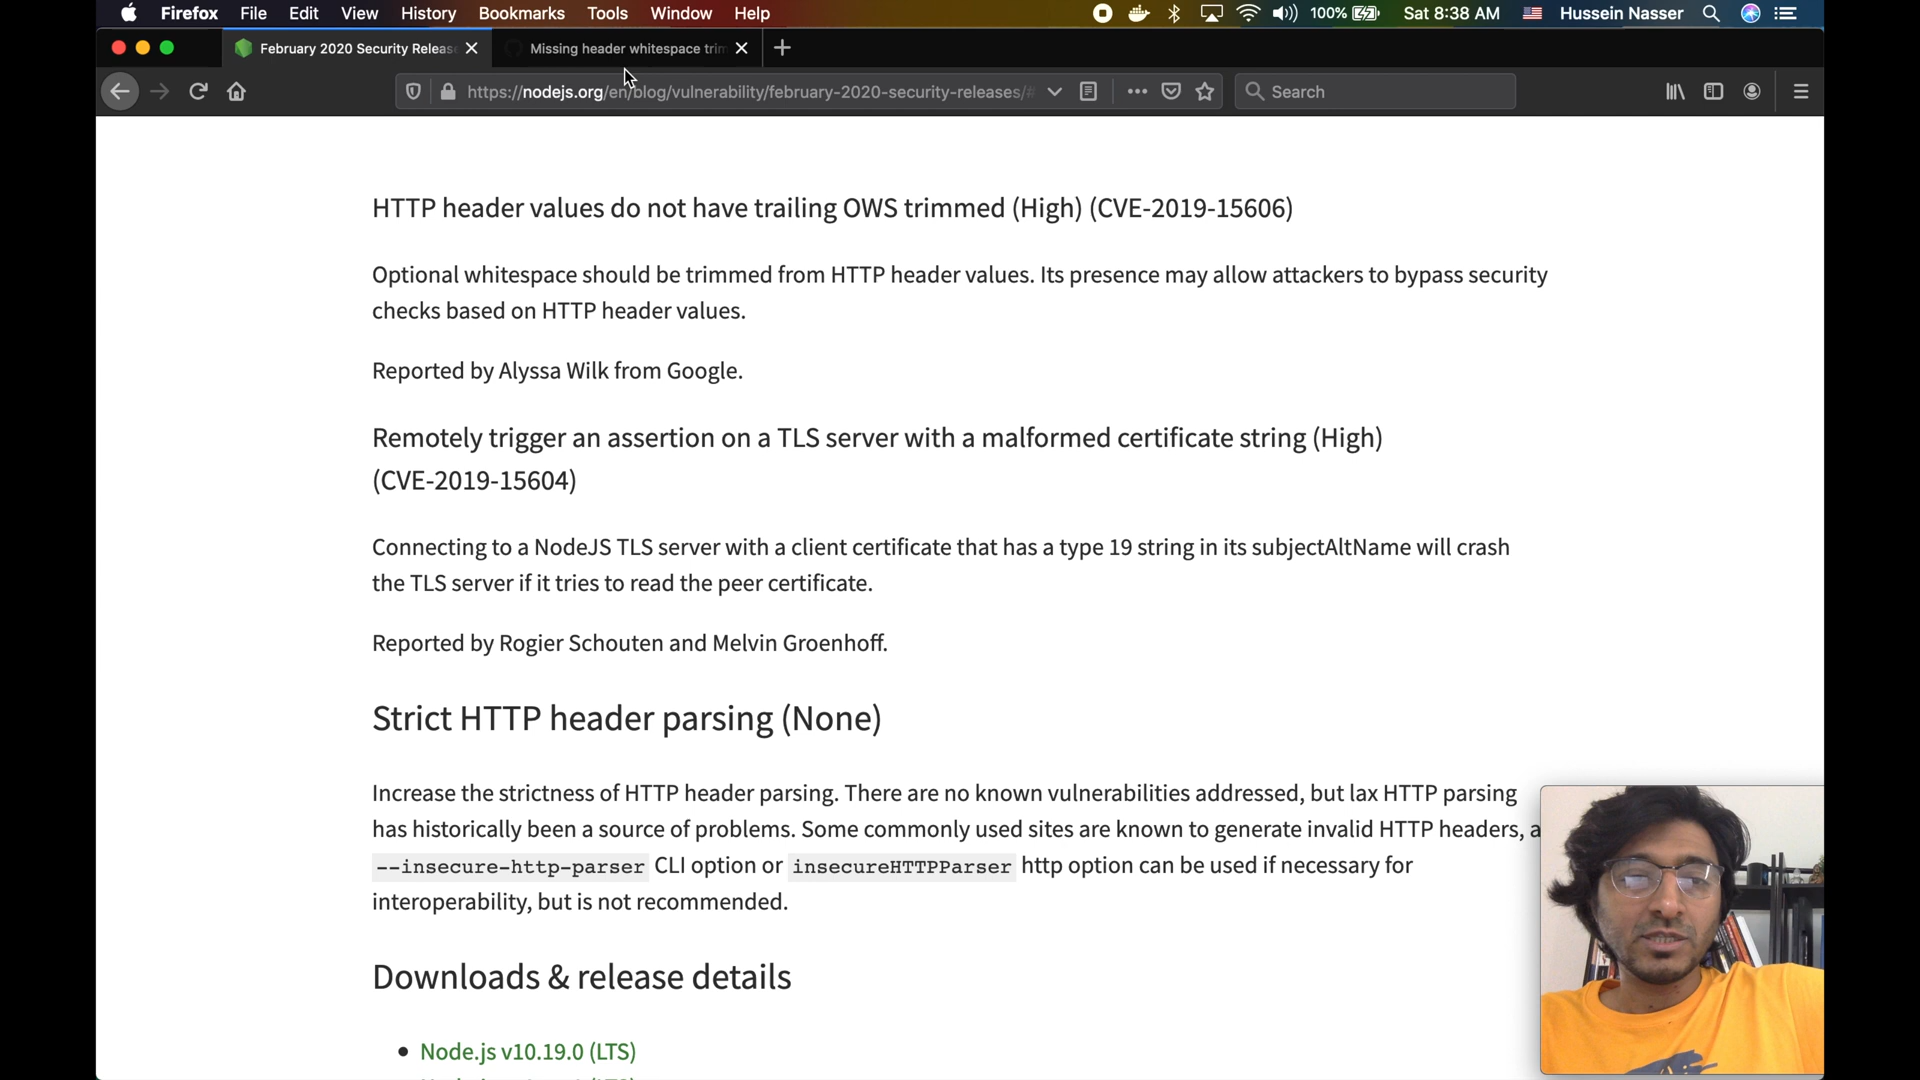 Firefox File Edit View History Bookmarks Tools Window Help 100% Sat 8:38 AM Hussein Nasser
February 2020 Security Releas Missing header whitespace trim
https://nodejs.org/en/blog/vulnerability/february-2020-security-releases/# Search
HTTP header values do not have trailing OWS trimmed (High) (CVE-2019-15606)
Optional whitespace should be trimmed from HTTP header values. Its presence may allow attackers to bypass security
checks based on HTTP header values.
Reported by Alyssa Wilk from Google.
Remotely trigger an assertion on a TLS server with a malformed certificate string (High)
(CVE-2019-15604)
Connecting to a NodeJS TLS server with a client certificate that has a type 19 string in its subjectAltName will crash
the TLS server if it tries to read the peer certificate.
Reported by Rogier Schouten and Melvin Groenhoff.
Strict HTTP header parsing (None)
Increase the strictness of HTTP header parsing. There are no known vulnerabilities addressed, but lax HTTP parsing
has historically been a source of problems. Some commonly used sites are known to generate invalid HTTP headers, a
--insecure-http-parser CLI option or insecureHTTPParser http option can be used if necessary for
interoperability, but is not recommended.
Downloads & release details
• Node.js v10.19.0 (LTS)